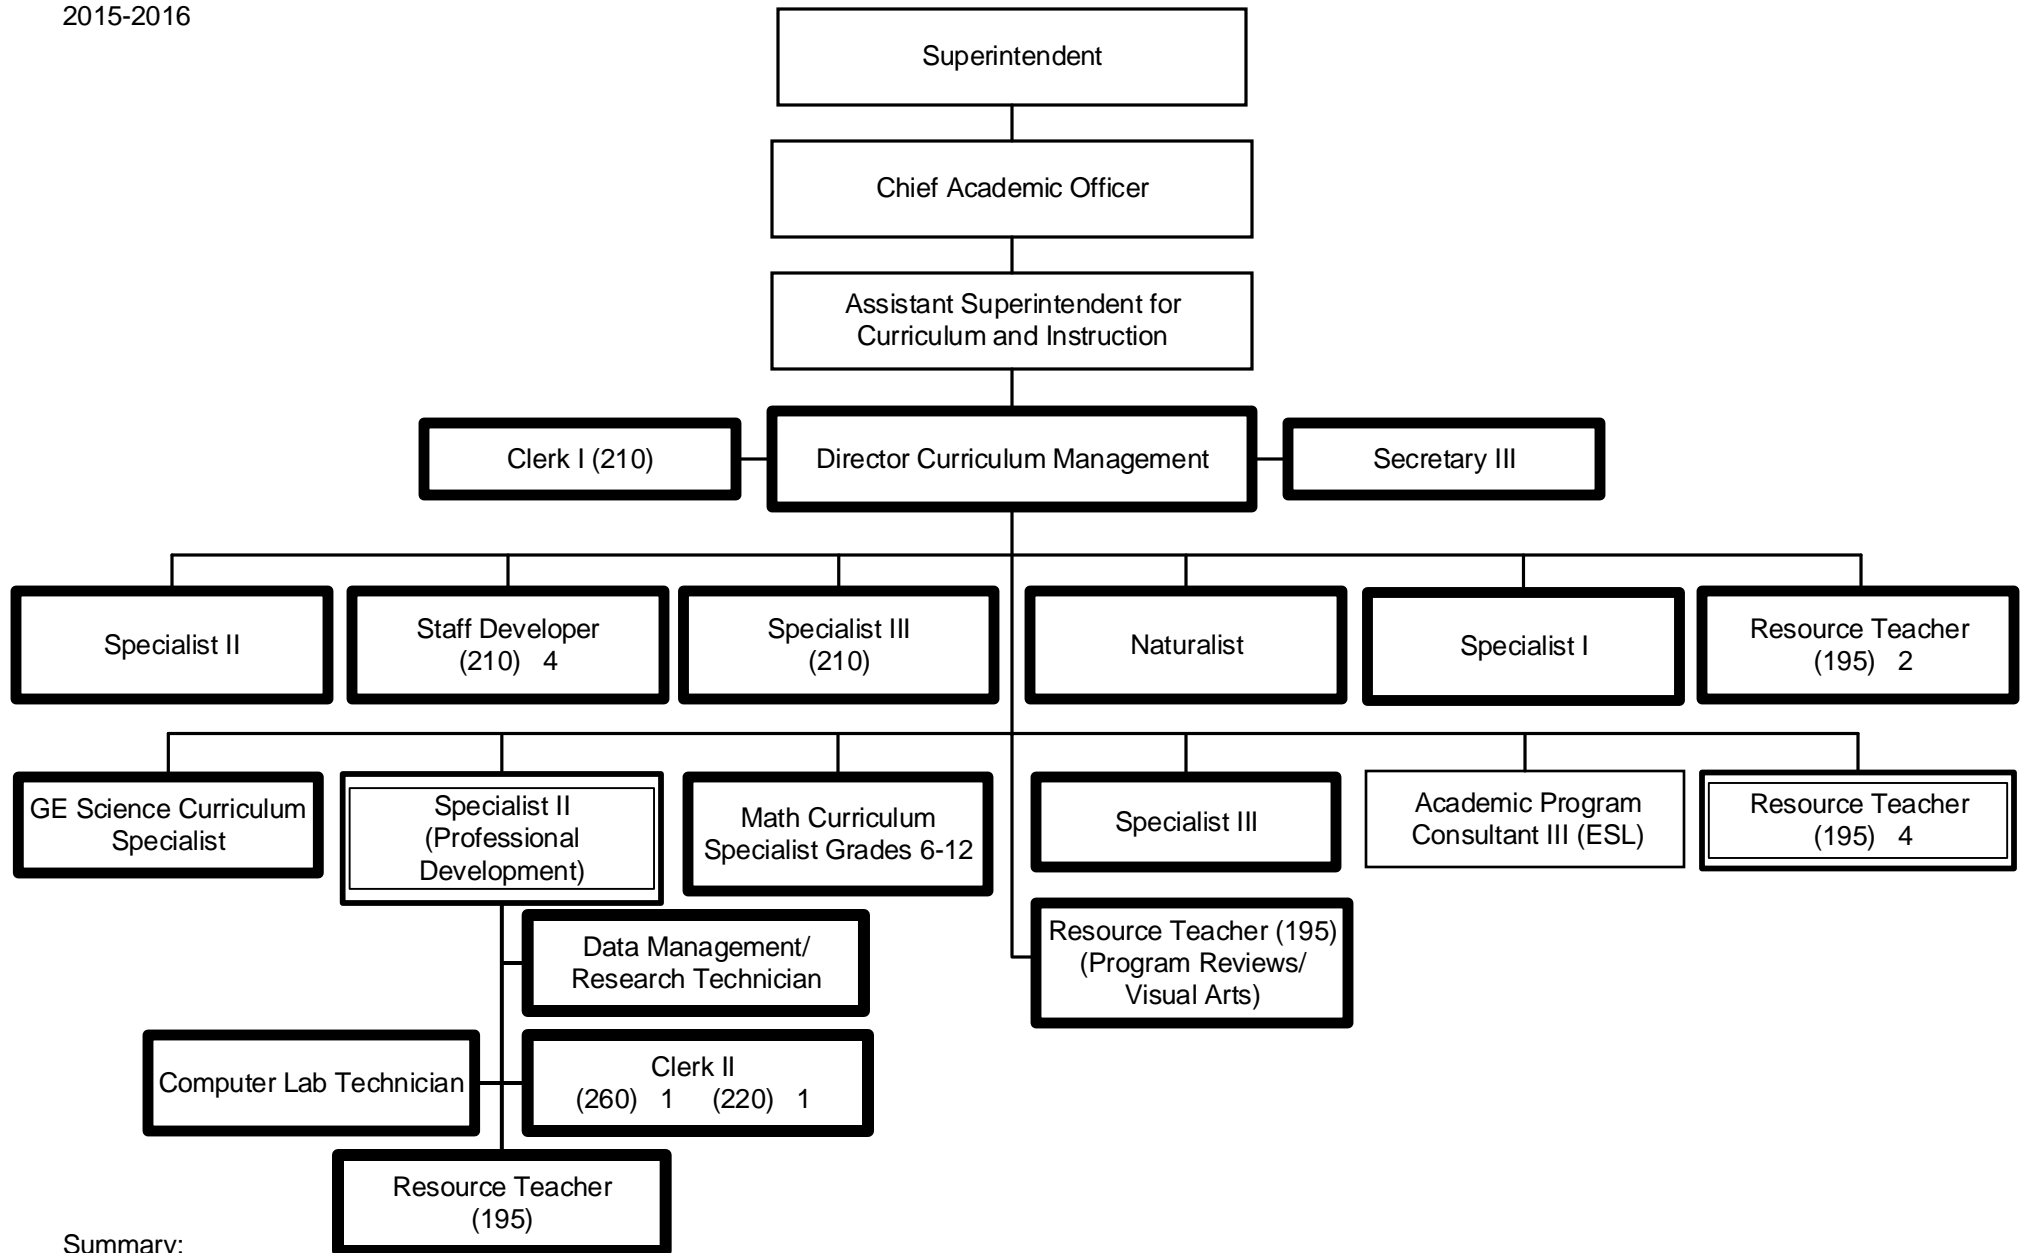 2015-2016
Superintendent
Chief Academic Officer
Assistant Superintendent for
Curriculum and Instruction
Clerk I (210)
Director Curriculum Management
Secretary III
Specialist II
Staff Developer
(210) 4
Specialist III
(210)
Naturalist
Specialist I
Resource Teacher
(195) 2
GE Science Curriculum
Specialist
Specialist II
(Professional
Development)
Math Curriculum
Specialist Grades 6-12
Specialist III
Academic Program
Consultant III (ESL)
Resource Teacher
(195) 4
Data Management/
Research Technician
Resource Teacher (195)
(Program Reviews/
Visual Arts)
Computer Lab Technician
Clerk II
(260) 1 (220) 1
Resource Teacher
(195)
Summary: